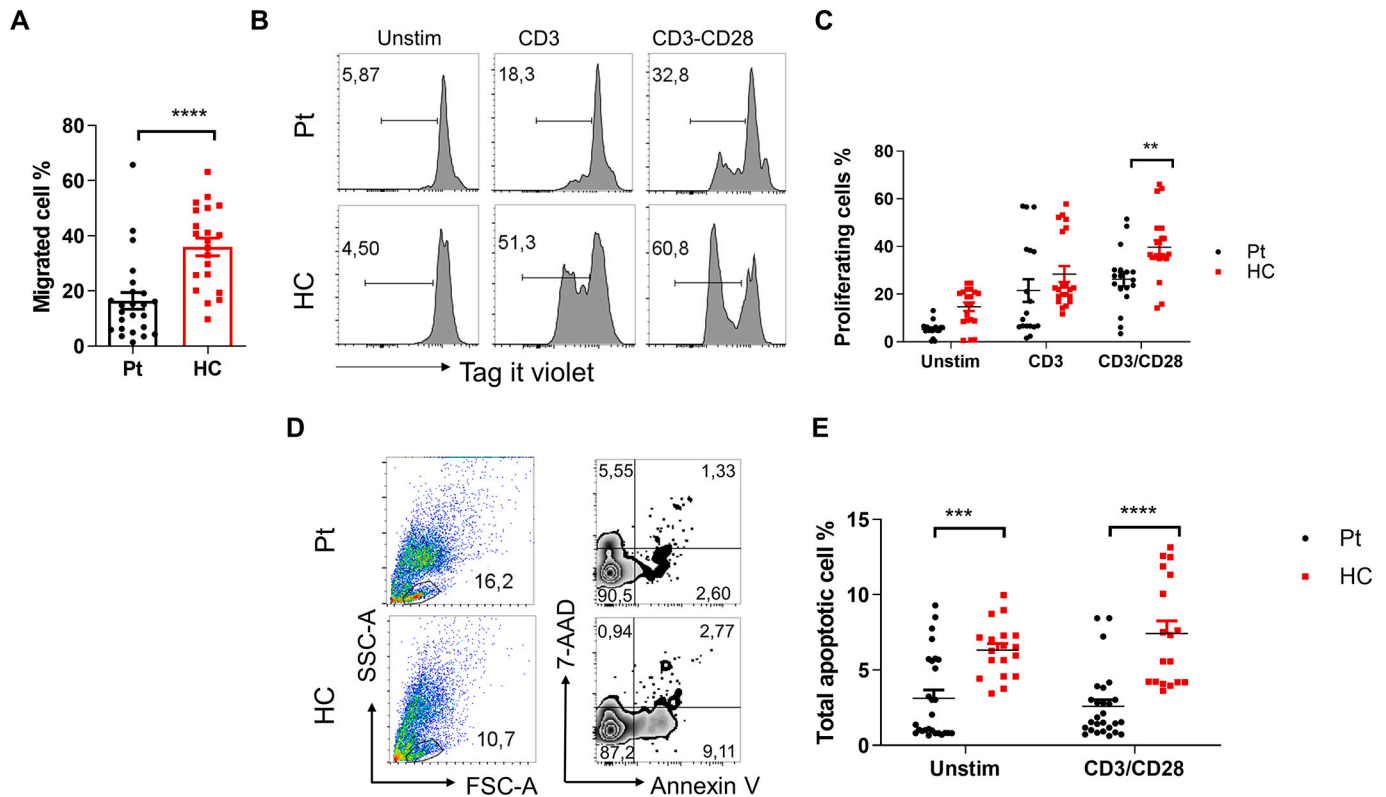 A
****
Migrated cell %
80
60
40
20
0
Pt
HC
B
Unstim
CD3
CD3-CD28
Pt
5,87
18,3
32,8
HC
4,50
51,3
60,8
Tag it violet
C
**
Proliferating cells %
80
60
40
20
0
Unstim
CD3
CD3/CD28
Pt
HC
D
Pt
16,2
5,55
1,33
90,5
2,60
HC
10,7
0,94
2,77
87,2
9,11
SSC-A
FSC-A
7-AAD
Annexin V
E
***
****
Total apoptotic cell %
15
10
5
0
Unstim
CD3/CD28
Pt
HC